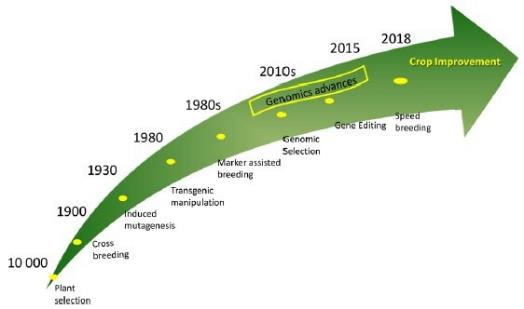 2018
2015
Crop Improvement
2010s
Genomics advances
1980s
Speed
breeding
Gene Editing
Genomic
Selection
1980
Marker assisted
breeding
1930
Transgenic
manipulation
1900
Induced
mutagenesis
Cross
breeding
10 000
Plant
selection